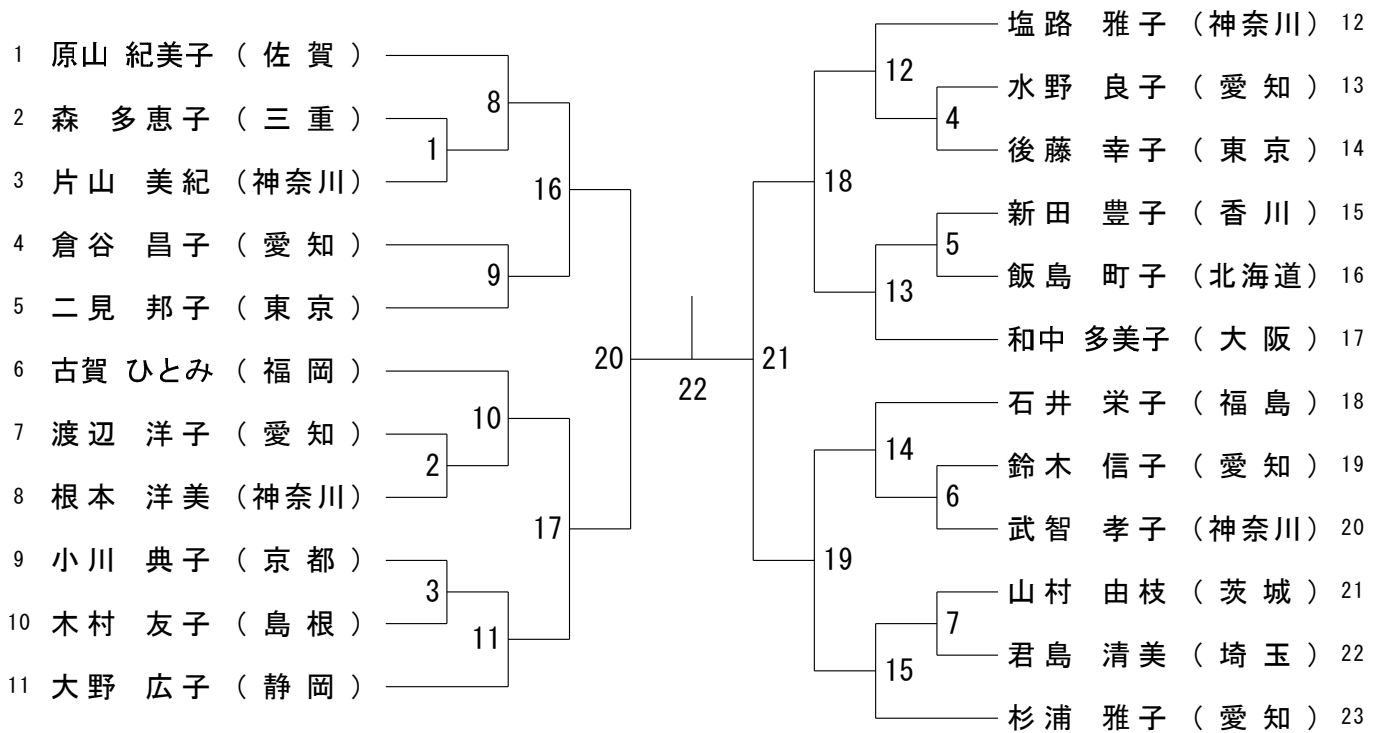 1 原山 紀美子 （ 佐 賀 ）
2 森 多恵子 （ 三 重 ）
3 片山 美紀 （神奈川）
4 倉谷 昌子 （ 愛 知 ）
5 二見 邦子 （ 東 京 ）
6 古賀 ひとみ （ 福 岡 ）
7 渡辺 洋子 （ 愛 知 ）
8 根本 洋美 （神奈川）
9 小川 典子 （ 京 都 ）
10 木村 友子 （ 島 根 ）
11 大野 広子 （ 静 岡 ）
1
2
3
8
9
10
11
16
17
20
22
21
18
19
12
13
14
15
4
5
6
7
塩路 雅子 （神奈川） 12
水野 良子 （ 愛 知 ） 13
後藤 幸子 （ 東 京 ） 14
新田 豊子 （ 香 川 ） 15
飯島 町子 （北海道） 16
和中 多美子 （ 大 阪 ） 17
石井 栄子 （ 福 島 ） 18
鈴木 信子 （ 愛 知 ） 19
武智 孝子 （神奈川） 20
山村 由枝 （ 茨 城 ） 21
君島 清美 （ 埼 玉 ） 22
杉浦 雅子 （ 愛 知 ） 23